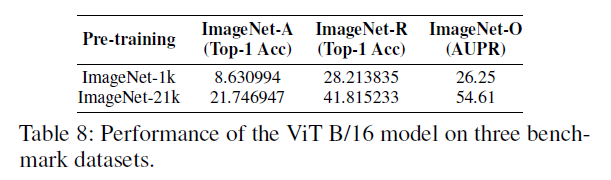 Pre-training ImageNet-A ImageNet-R ImageNet-O
(Top-1 Acc) (Top-1 Acc) (AUPR)
ImageNet-1k 8.630994 28.213835 26.25
ImageNet-21k 21.746947 41.815233 54.61
Table 8: Performance of the ViT B/16 model on three bench-
mark datasets.